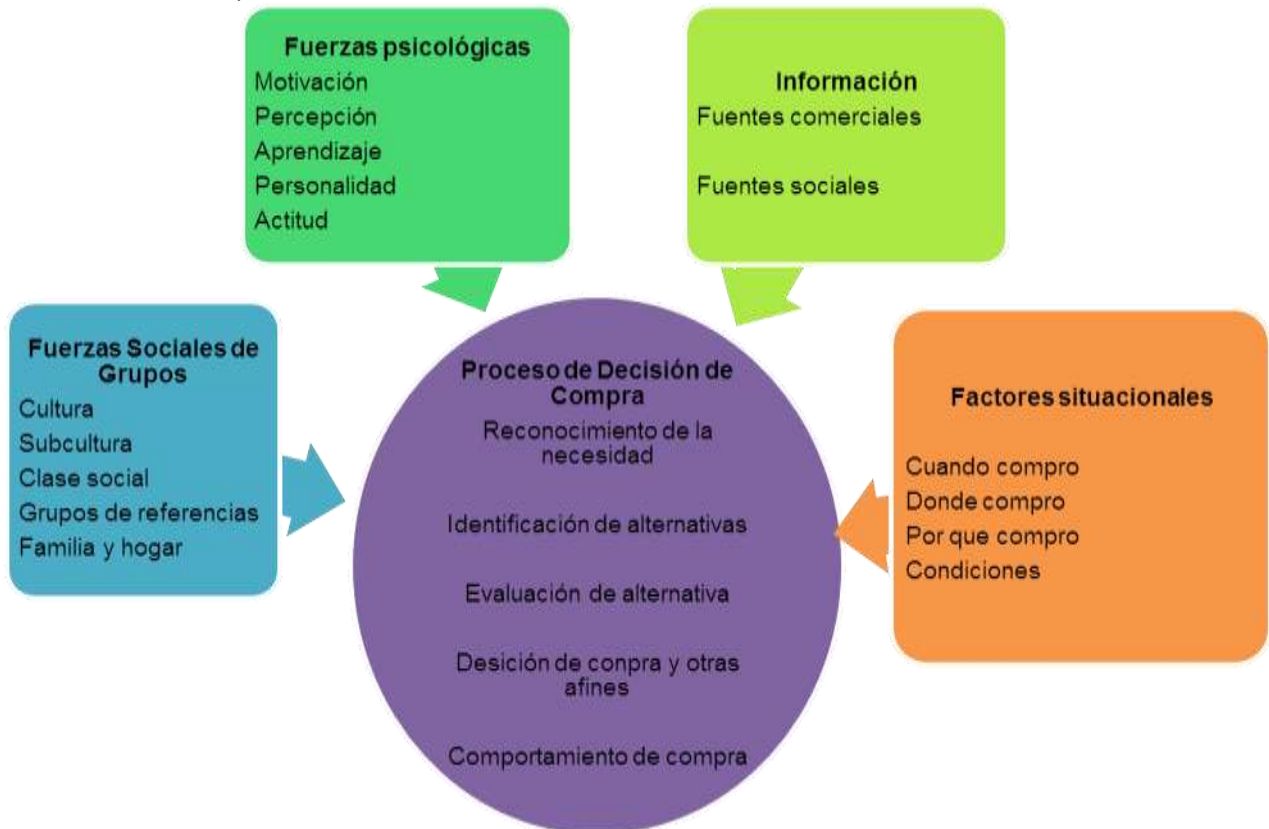 Fuerzas psicológicas
Motivación
Percepción
Aprendizaje
Personalidad
Actitud
Información
Fuentes comerciales
Fuentes sociales
Fuerzas Sociales de
Grupos
Cultura
Subcultura
Clase social
Grupos de referencias
Familia y hogar
Proceso de Decisión de
Compra
Reconocimiento de la
necesidad
Identificación de alternativas
Evaluación de alternativa
Desición de conpra y otras
afines
Comportamiento de compra
Factores situacionales
Cuando compro
Donde compro
Por que compro
Condiciones